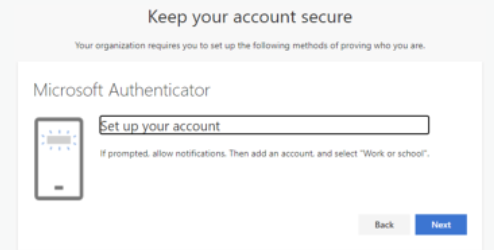 Keep your account secure
Your organization requires you to set up the following methods of proving who you are.
Microsoft Authenticator
Set up your account
If prompted, allow notifications. Then add an account, and select "Work or school".
Back Next